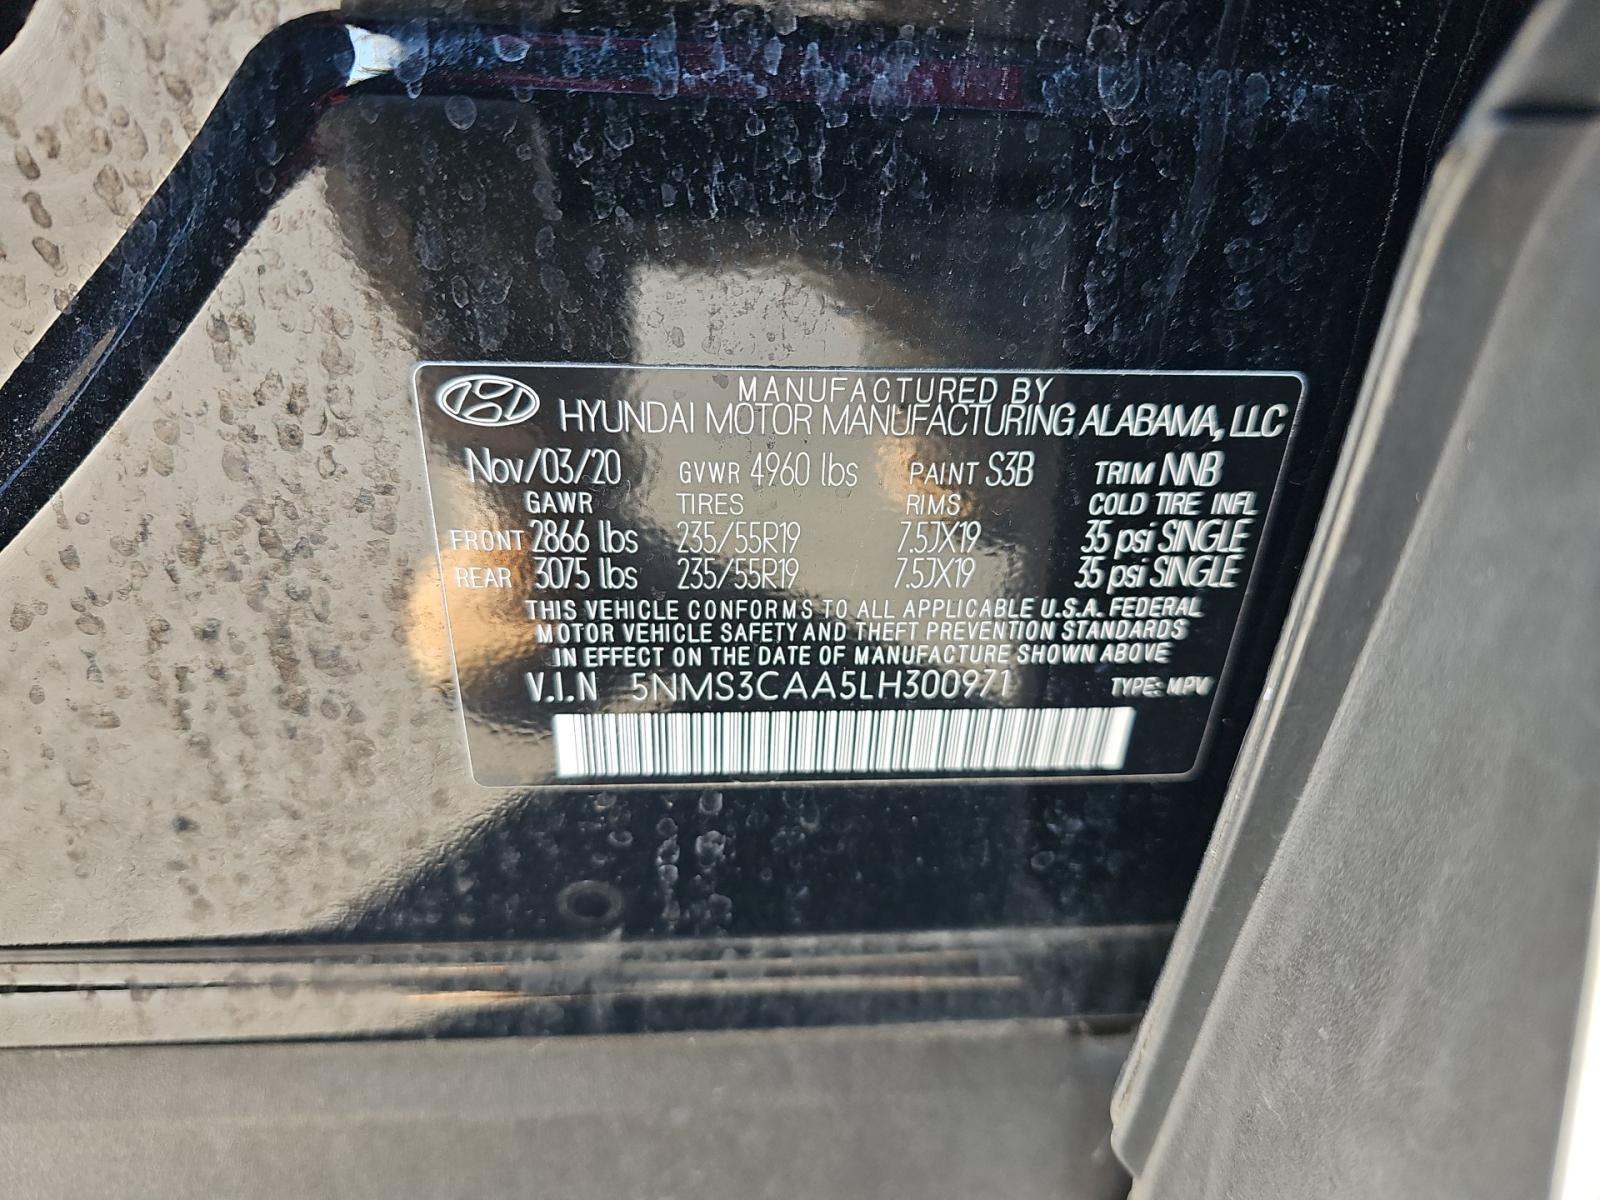 MANUFACTURED BY
HYUNDAI MOTOR MANUFACTURING ALABAMA, LLC
Nov/03/20 GVWR 4960 lbs PAINT S3B TRIM NNB
GAWR TIRES RIMS COLD TIRE INFL
FRONT 2866 lbs 235/55R19 7.5JX19 35 psi SINGLE
REAR 3075 lbs 235/55R19 7.5JX19 35 psi SINGLE
THIS VEHICLE CONFORMS TO ALL APPLICABLE U.S.A. FEDERAL
MOTOR VEHICLE SAFETY AND THEFT PREVENTION STANDARDS
IN EFFECT ON THE DATE OF MANUFACTURE SHOWN ABOVE
V.I.N 5NMS3CAA5LH300971 TYPE: MPV